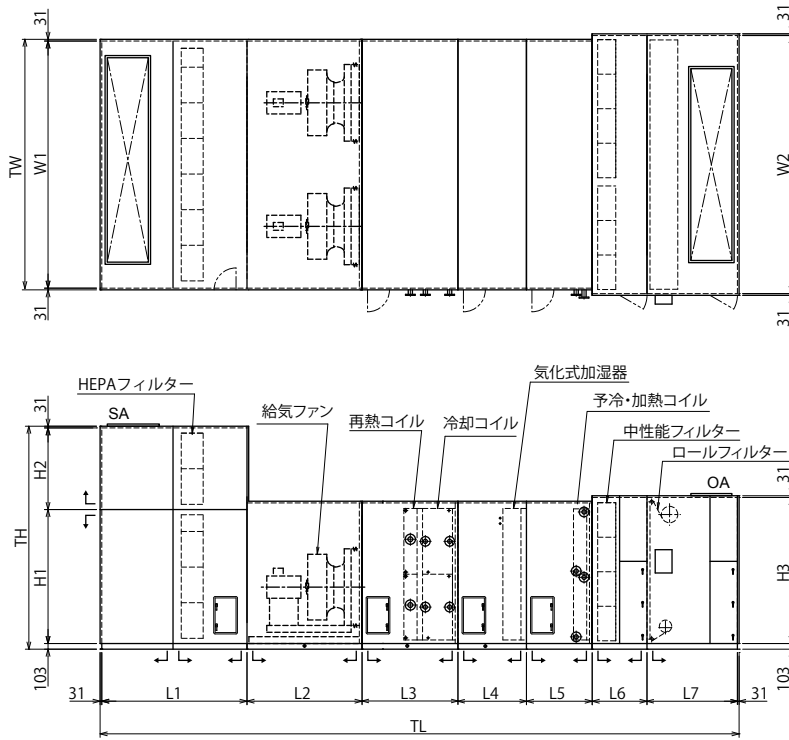 31
31
TW
W1
W2
31
31
HEPAフィルター
SA
給気ファン
再熱コイル
冷却コイル
気化式加湿器
予冷・加熱コイル
中性能フィルター
ロールフィルター
OA
31
H2
TH
H1
103
31
H3
103
31
L1
L2
L3
L4
L5
L6
L7
31
TL